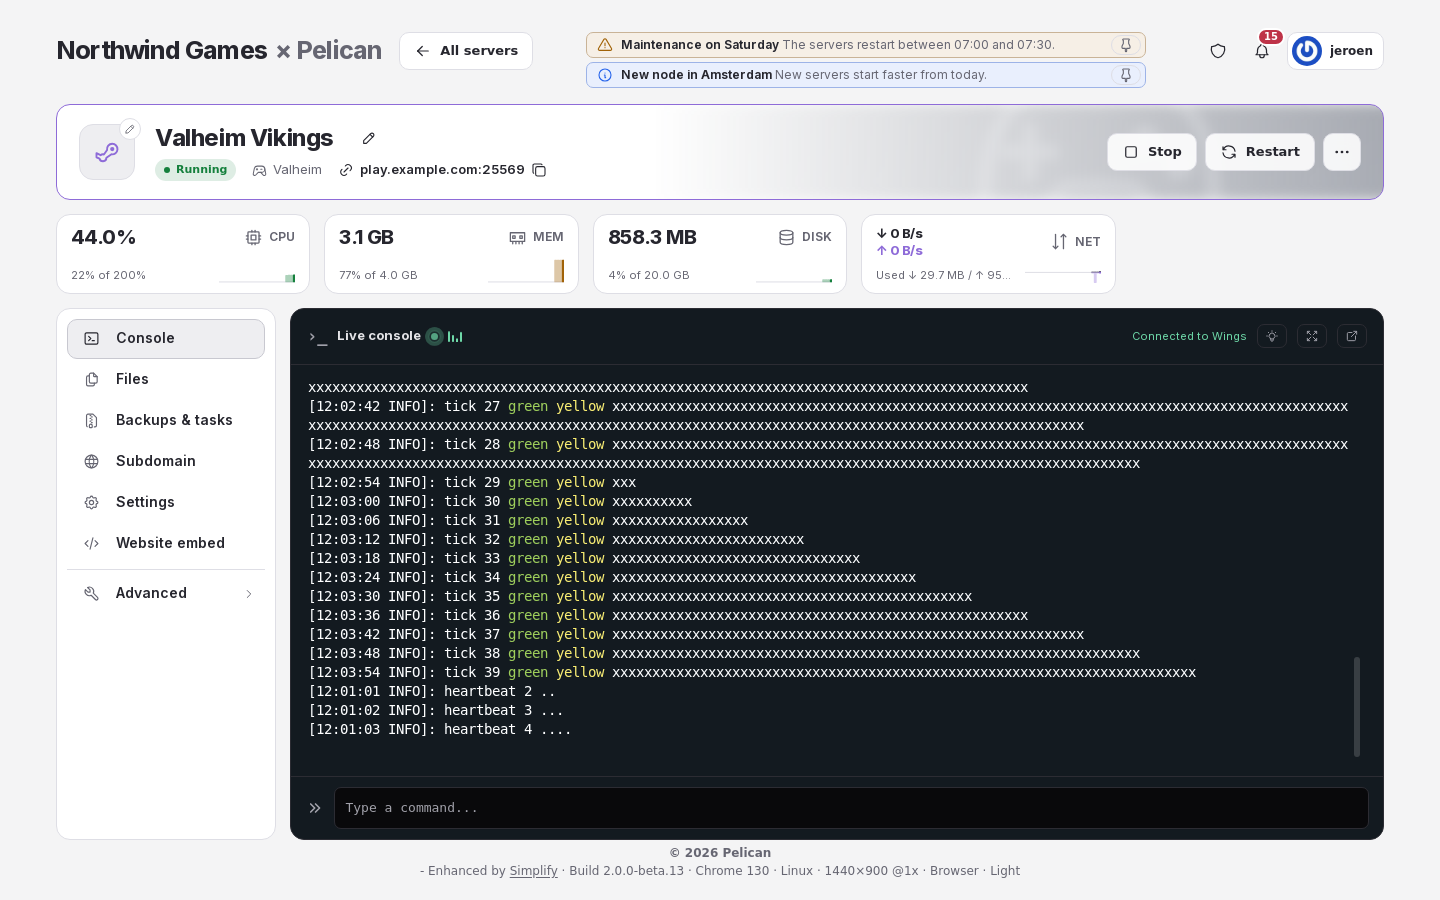 Northwind Games × Pelican
All servers
Maintenance on Saturday The servers restart between 07:00 and 07:30.
New node in Amsterdam New servers start faster from today.
15
jeroen
Valheim Vikings
Running
Valheim
play.example.com:25569
Stop
Restart
44.0%
CPU
22% of 200%
3.1 GB
MEM
77% of 4.0 GB
858.3 MB
DISK
4% of 20.0 GB
↓ 0 B/s
↑ 0 B/s
NET
Used ↓ 29.7 MB / ↑ 95...
Console
Files
Backups & tasks
Subdomain
Settings
Website embed
Advanced
Live console
Connected to Wings
xxxxxxxxxxxxxxxxxxxxxxxxxxxxxxxxxxxxxxxxxxxxxxxxxxxxxxxxxxxxxxxxxxxxxxxxxxxxxxxxxxxxxxxxxx
[12:02:42 INFO]: tick 27 green yellow xxxxxxxxxxxxxxxxxxxxxxxxxxxxxxxxxxxxxxxxxxxxxxxxxxxxxxxxxxxxxxxxxxxxxxxxxxxxxxxxxxxxxxxxxxxx
xxxxxxxxxxxxxxxxxxxxxxxxxxxxxxxxxxxxxxxxxxxxxxxxxxxxxxxxxxxxxxxxxxxxxxxxxxxxxxxxxxxxxxxxxxxxxxxxx
[12:02:48 INFO]: tick 28 green yellow xxxxxxxxxxxxxxxxxxxxxxxxxxxxxxxxxxxxxxxxxxxxxxxxxxxxxxxxxxxxxxxxxxxxxxxxxxxxxxxxxxxxxxxxxxxx
xxxxxxxxxxxxxxxxxxxxxxxxxxxxxxxxxxxxxxxxxxxxxxxxxxxxxxxxxxxxxxxxxxxxxxxxxxxxxxxxxxxxxxxxxxxxxxxxxxxxxxxx
[12:02:54 INFO]: tick 29 green yellow xxx
[12:03:00 INFO]: tick 30 green yellow xxxxxxxxxx
[12:03:06 INFO]: tick 31 green yellow xxxxxxxxxxxxxxxxx
[12:03:12 INFO]: tick 32 green yellow xxxxxxxxxxxxxxxxxxxxxxxx
[12:03:18 INFO]: tick 33 green yellow xxxxxxxxxxxxxxxxxxxxxxxxxxxxxxx
[12:03:24 INFO]: tick 34 green yellow xxxxxxxxxxxxxxxxxxxxxxxxxxxxxxxxxxxxxx
[12:03:30 INFO]: tick 35 green yellow xxxxxxxxxxxxxxxxxxxxxxxxxxxxxxxxxxxxxxxxxxxxx
[12:03:36 INFO]: tick 36 green yellow xxxxxxxxxxxxxxxxxxxxxxxxxxxxxxxxxxxxxxxxxxxxxxxxxxxx
[12:03:42 INFO]: tick 37 green yellow xxxxxxxxxxxxxxxxxxxxxxxxxxxxxxxxxxxxxxxxxxxxxxxxxxxxxxxxxxx
[12:03:48 INFO]: tick 38 green yellow xxxxxxxxxxxxxxxxxxxxxxxxxxxxxxxxxxxxxxxxxxxxxxxxxxxxxxxxxxxxxxxxxx
[12:03:54 INFO]: tick 39 green yellow xxxxxxxxxxxxxxxxxxxxxxxxxxxxxxxxxxxxxxxxxxxxxxxxxxxxxxxxxxxxxxxxxxxxxxxxx
[12:01:01 INFO]: heartbeat 2 ..
[12:01:02 INFO]: heartbeat 3 ...
[12:01:03 INFO]: heartbeat 4 ....
Type a command...
© 2026 Pelican
- Enhanced by Simplify · Build 2.0.0-beta.13 · Chrome 130 · Linux · 1440×900 @1x · Browser · Light